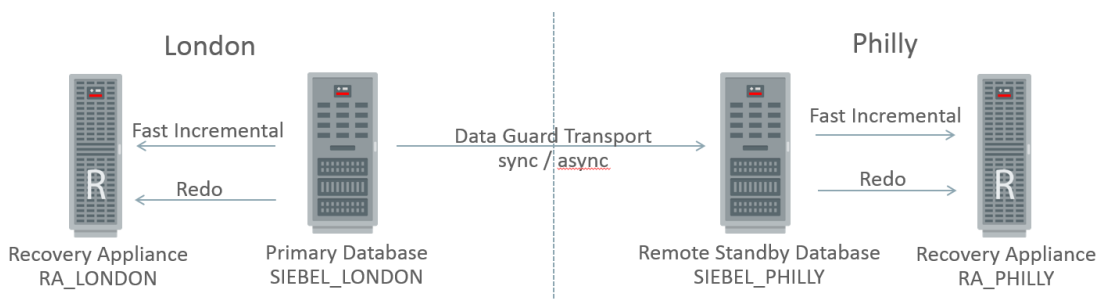 London
Philly
Fast Incremental
Redo
R
Recovery Appliance
RA_LONDON
Primary Database
SIEBEL_LONDON
Data Guard Transport
sync / async
Remote Standby Database
SIEBEL_PHILLY
Fast Incremental
Redo
R
Recovery Appliance
RA_PHILLY